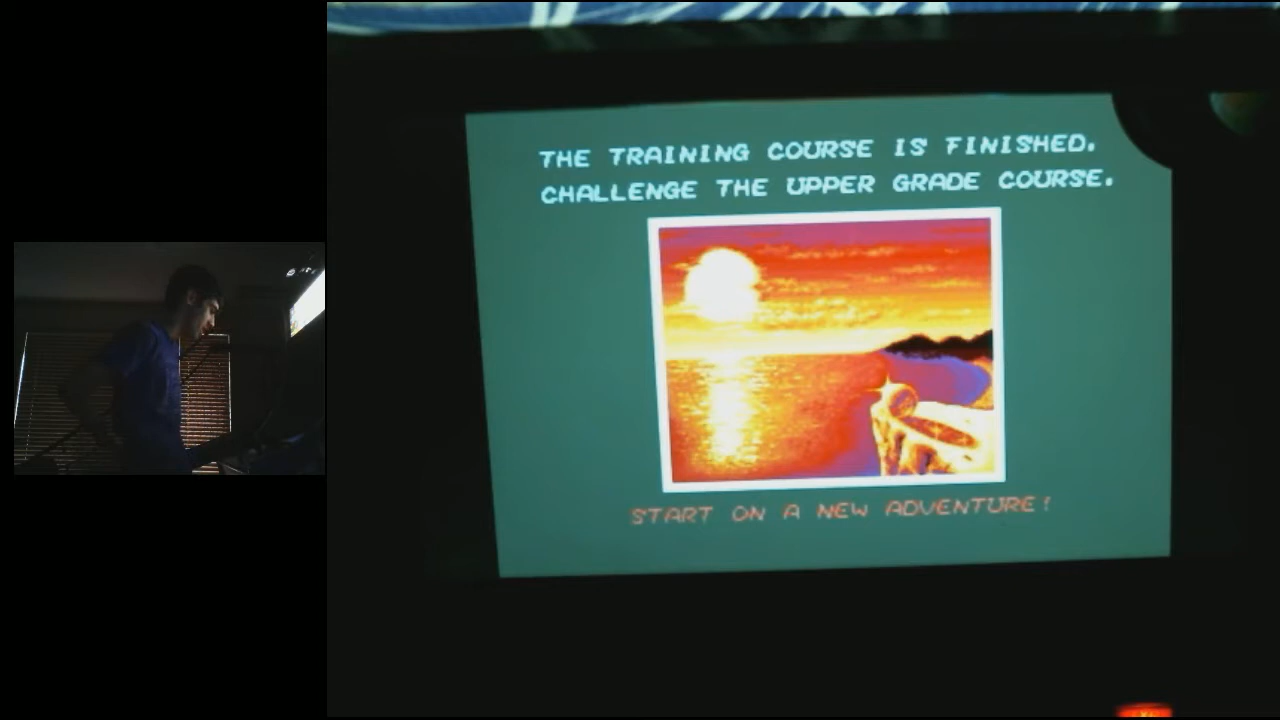 THE TRAINING COURSE IS FINISHED.
CHALLENGE THE UPPER GRADE COURSE.
START ON A NEW ADVENTURE!